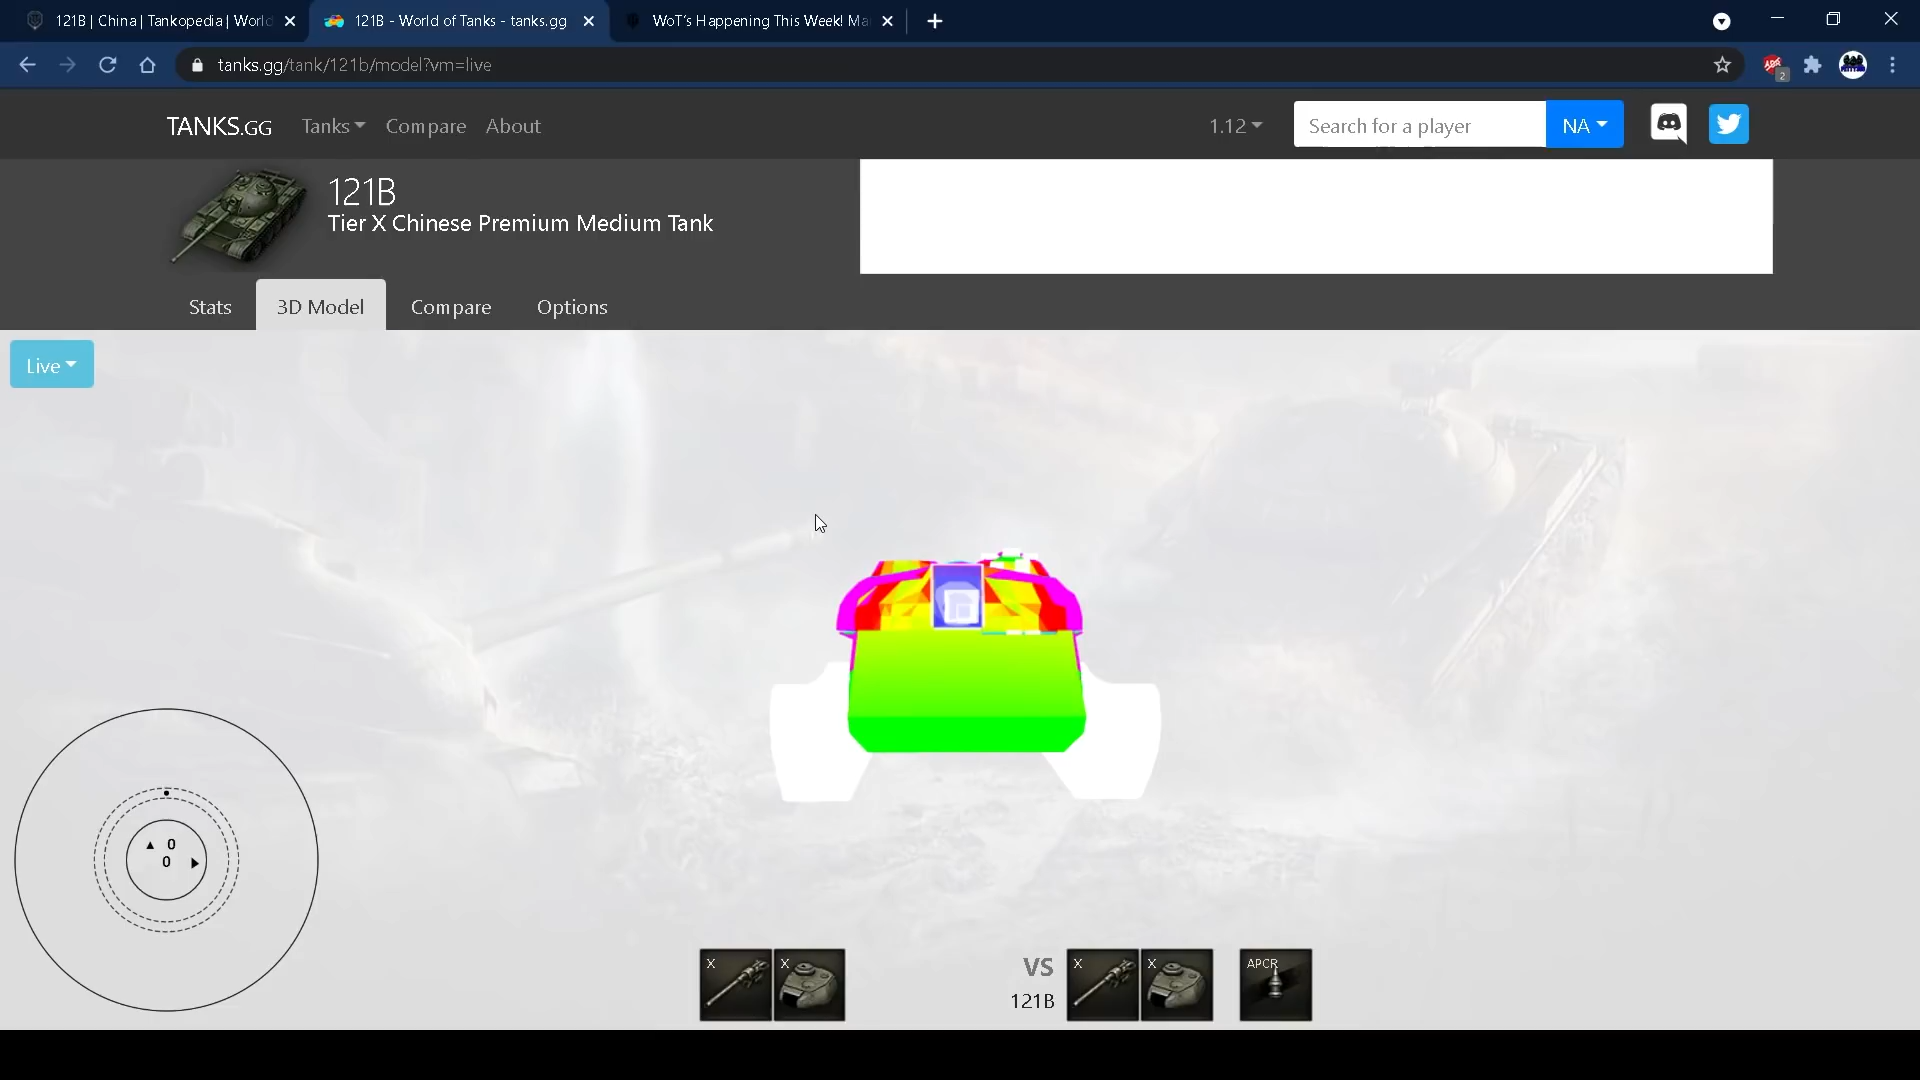 121B | China | Tankopedia | World
121B - World of Tanks - tanks.gg
WoT's Happening This Week! Ma
tanks.gg/tank/121b/model?vm=live
2
TANKS.GG
Tanks
Compare
About
1.12
Search for a player
NA
121B
Tier X Chinese Premium Medium Tank
Stats
3D Model
Compare
Options
Live
0
0
X
X
VS
121B
X
X
APCR